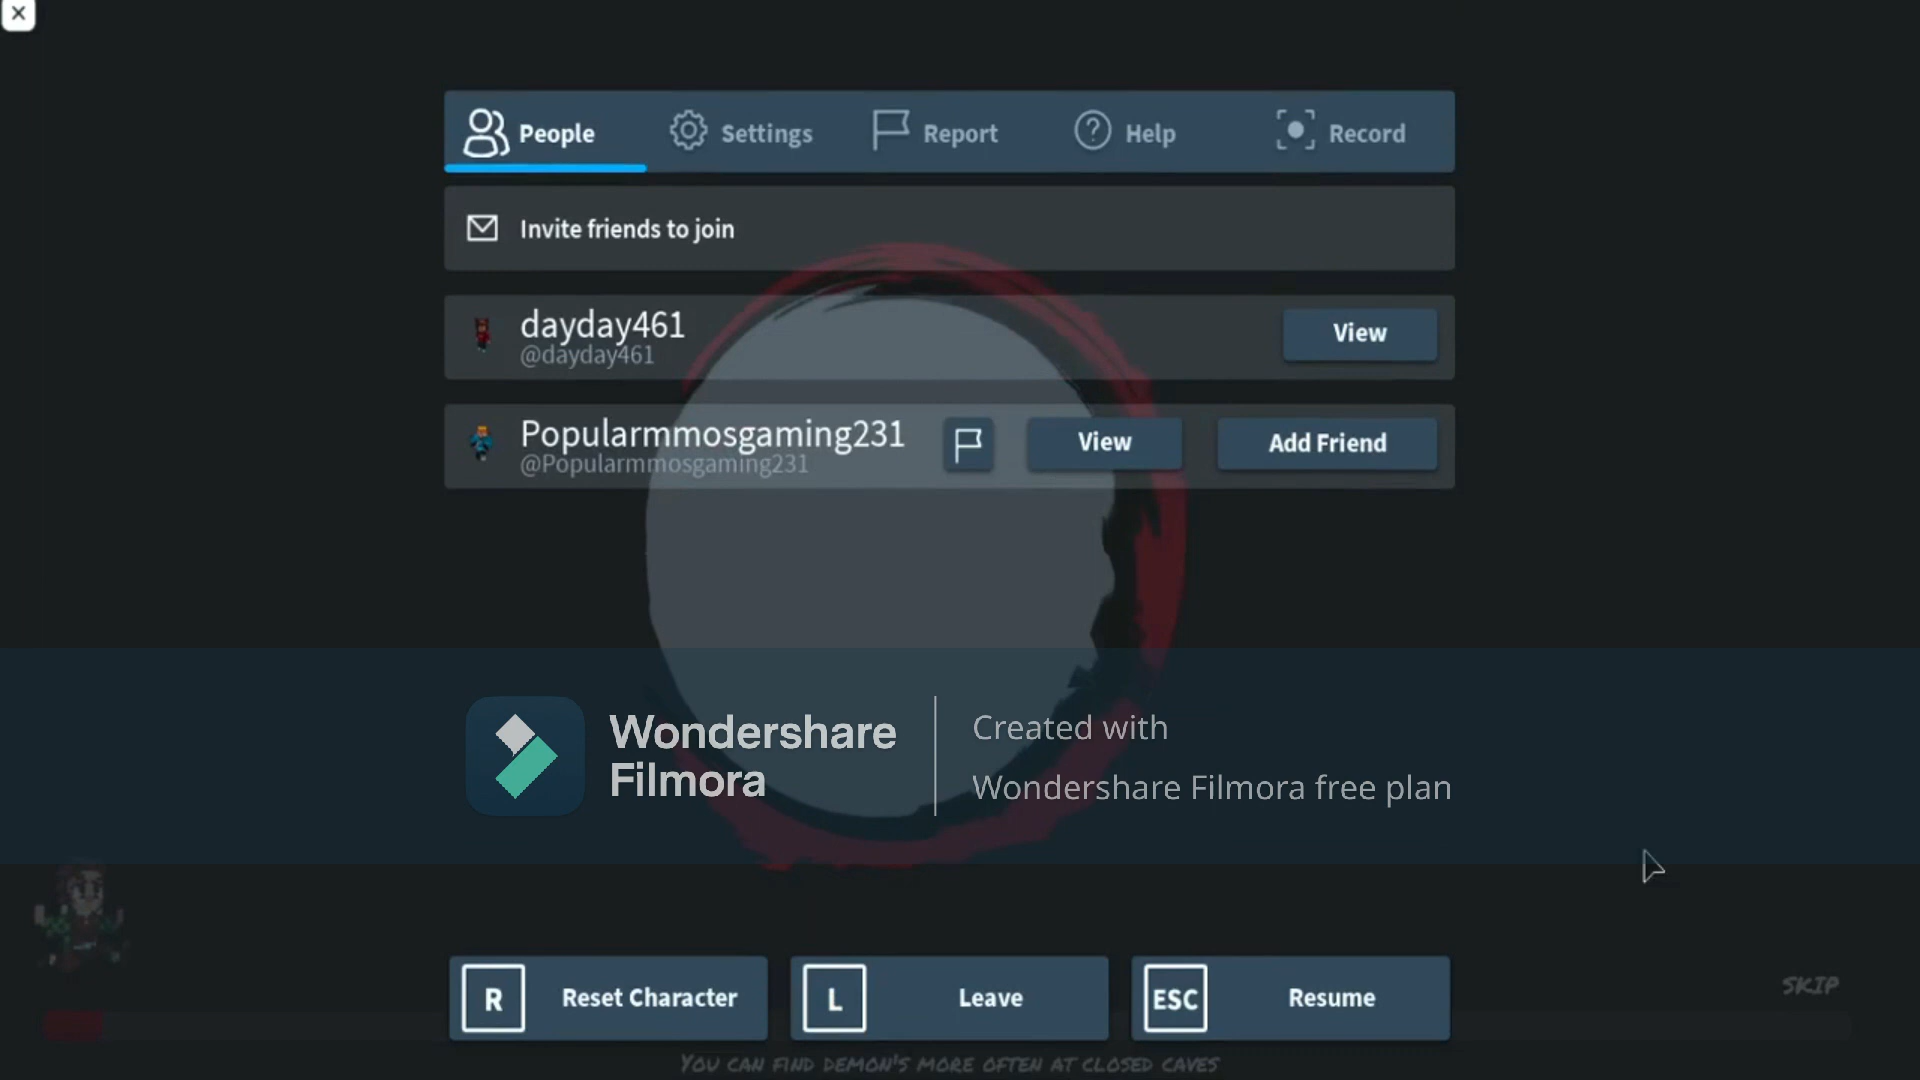 People
Settings
Report
Help
Record
Invite friends to join
dayday461
@dayday461
View
Popularmmosgaming231
@Popularmmosgaming231
View
Add Friend
Wondershare
Filmora
Created with
Wondershare Filmora free plan
SKIP
R
Reset Character
L
Leave
ESC
Resume
YOU CAN FIND DEMON'S MORE OFTEN AT CLOSED CAVES